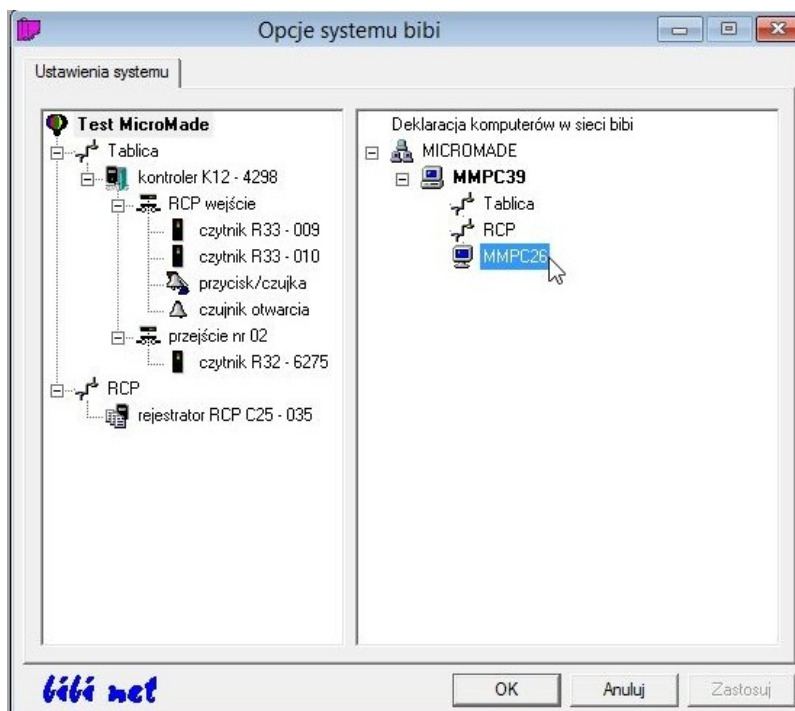 Opcje systemu bibi
Ustawienia systemu
Test MicroMade
Tablica
kontroler K12 - 4298
RCP wejście
czytnik R33 - 009
czytnik R33 - 010
przycisk/czujka
czujnik otwarcia
przejście nr 02
czytnik R32 - 6275
RCP
rejestrator RCP C25 - 035
Deklaracja komputerów w sieci bibi
MICROMADE
MMPC39
Tablica
RCP
MMPC26
bibi net
OK
Anuluj
Zastosuj